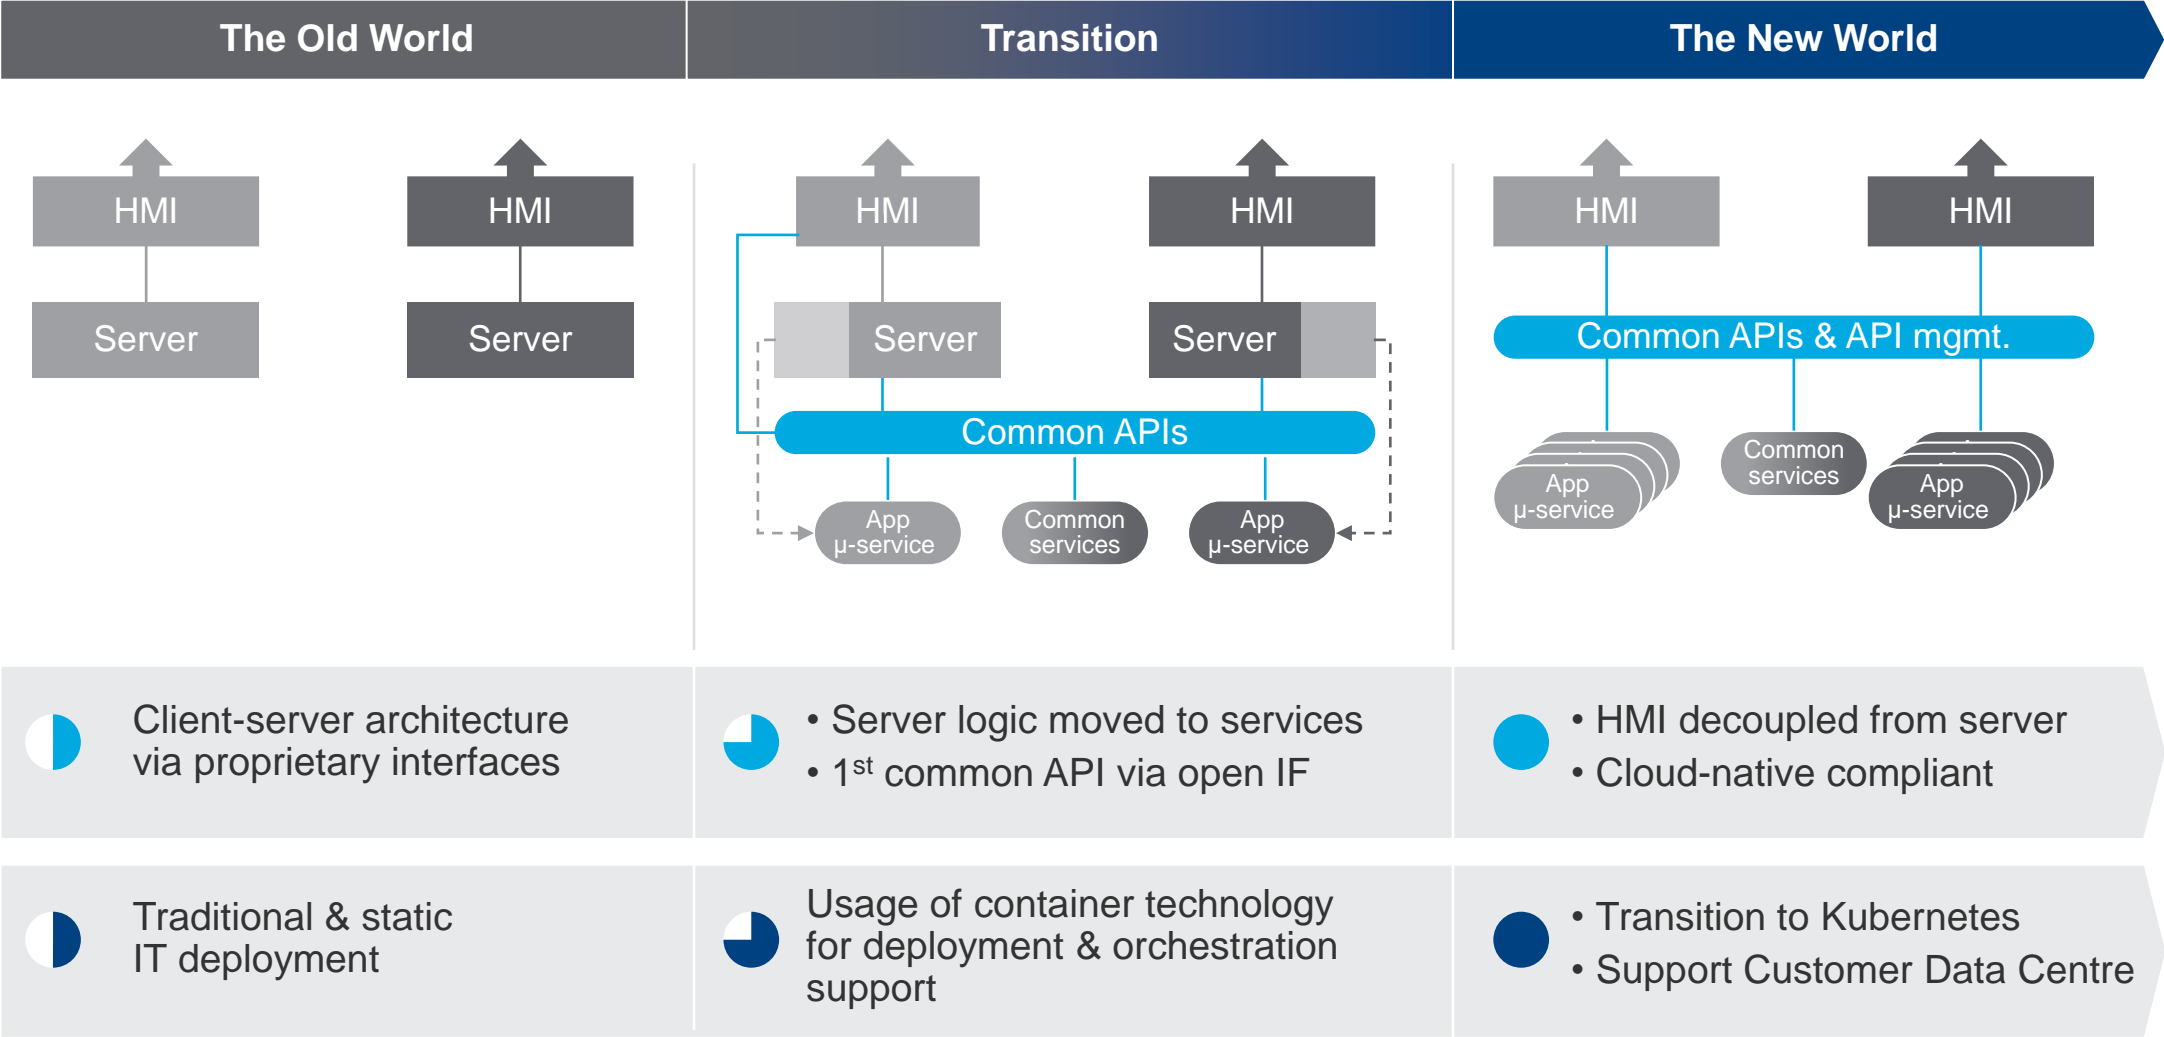 The Old World
Transition
The New World
HMI
HMI
Server
Server
HMI
HMI
Server
Server
Common APIs
App
µ-service
Common
services
App
µ-service
HMI
HMI
Common APIs & API mgmt.
App
µ-service
Common
services
App
µ-service
Client-server architecture
via proprietary interfaces
• Server logic moved to services
• 1st common API via open IF
• HMI decoupled from server
• Cloud-native compliant
Traditional & static
IT deployment
Usage of container technology
for deployment & orchestration
support
• Transition to Kubernetes
• Support Customer Data Centre